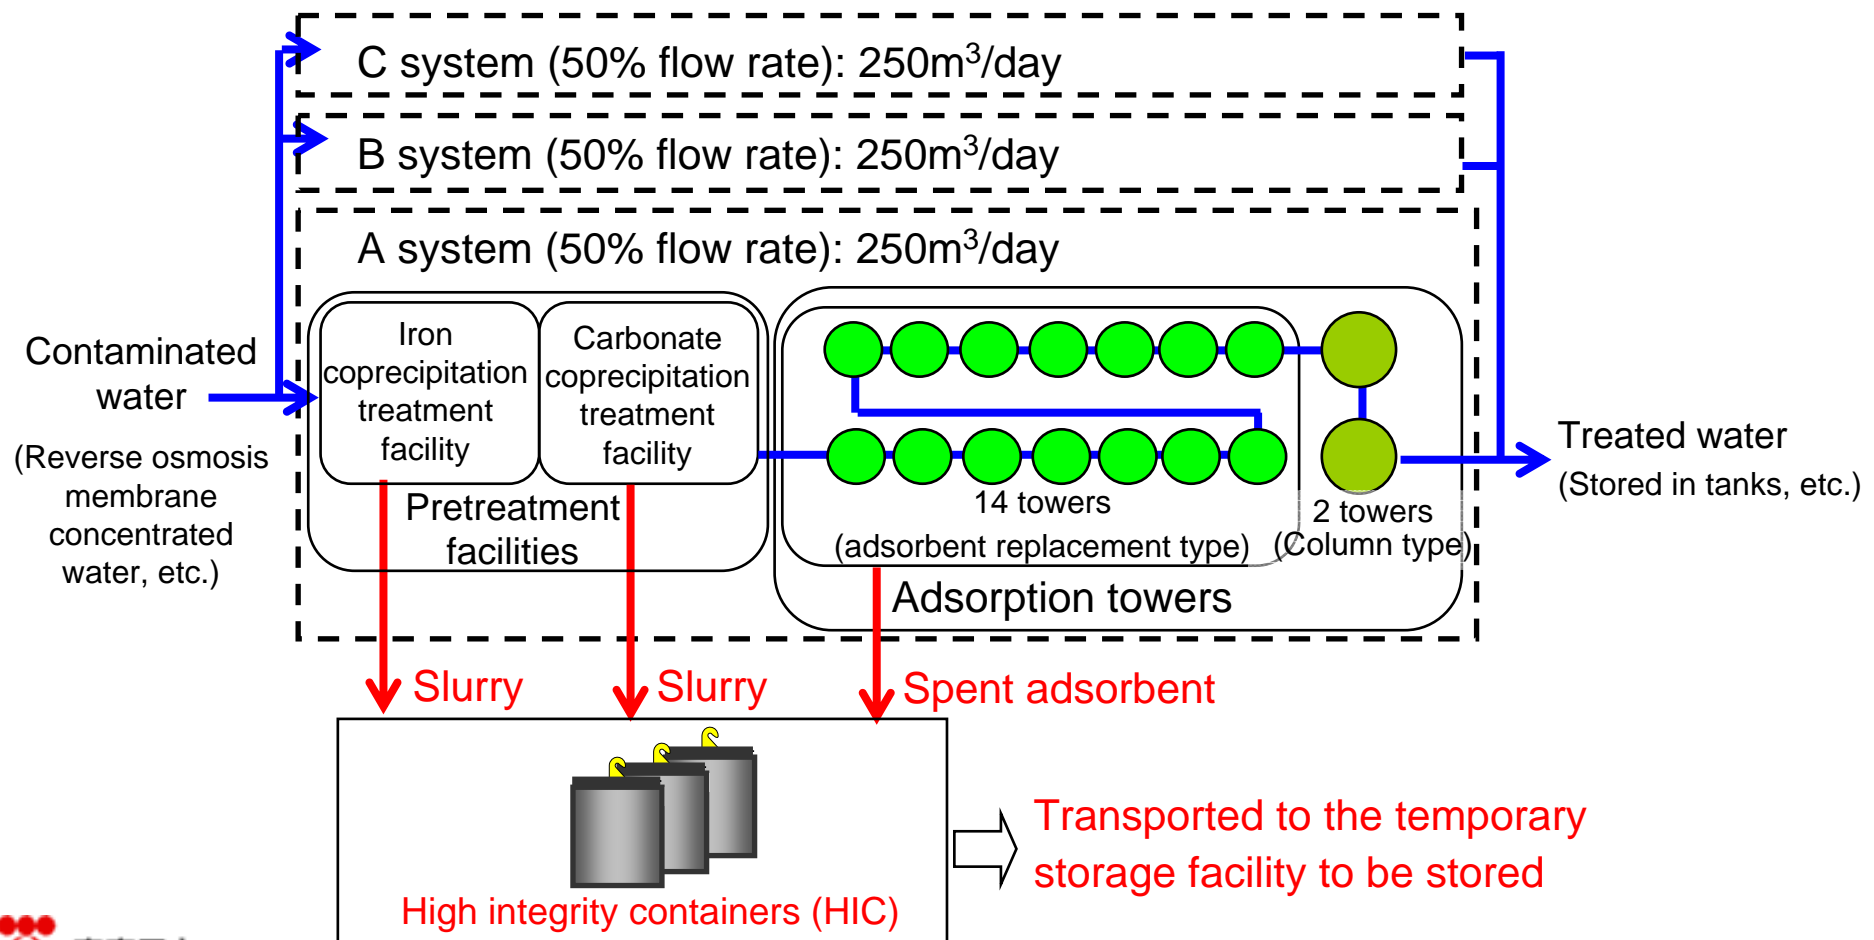 C system (50% flow rate): 250m³/day
B system (50% flow rate): 250m³/day
A system (50% flow rate): 250m³/day
Contaminated
water
(Reverse osmosis
membrane
concentrated
water, etc.)
Iron
coprecipitation
treatment
facility
Carbonate
coprecipitation
treatment
facility
Pretreatment
facilities
14 towers
(adsorbent replacement type)
2 towers
(Column type)
Adsorption towers
Treated water
(Stored in tanks, etc.)
Slurry
Slurry
Spent adsorbent
High integrity containers (HIC)
Transported to the temporary
storage facility to be stored